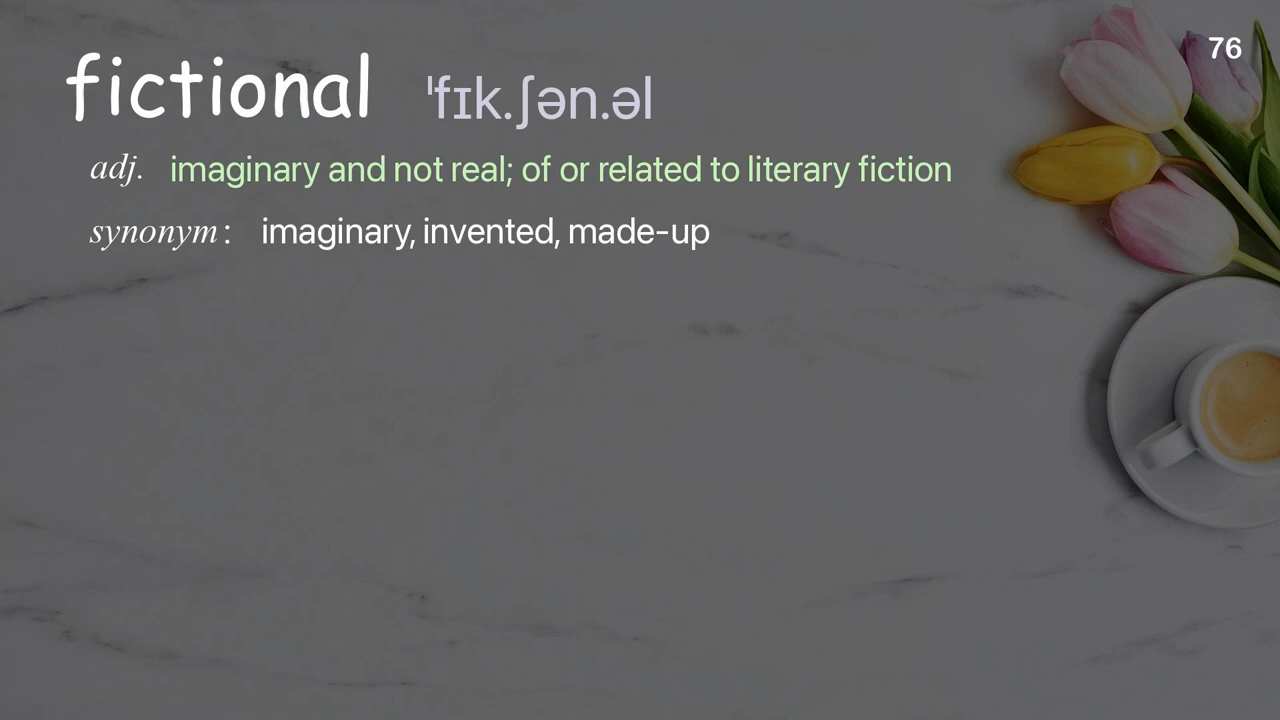 76
fictional ˈfɪk.ʃən.əl
adj. imaginary and not real; of or related to literary fiction
synonym : imaginary, invented, made-up